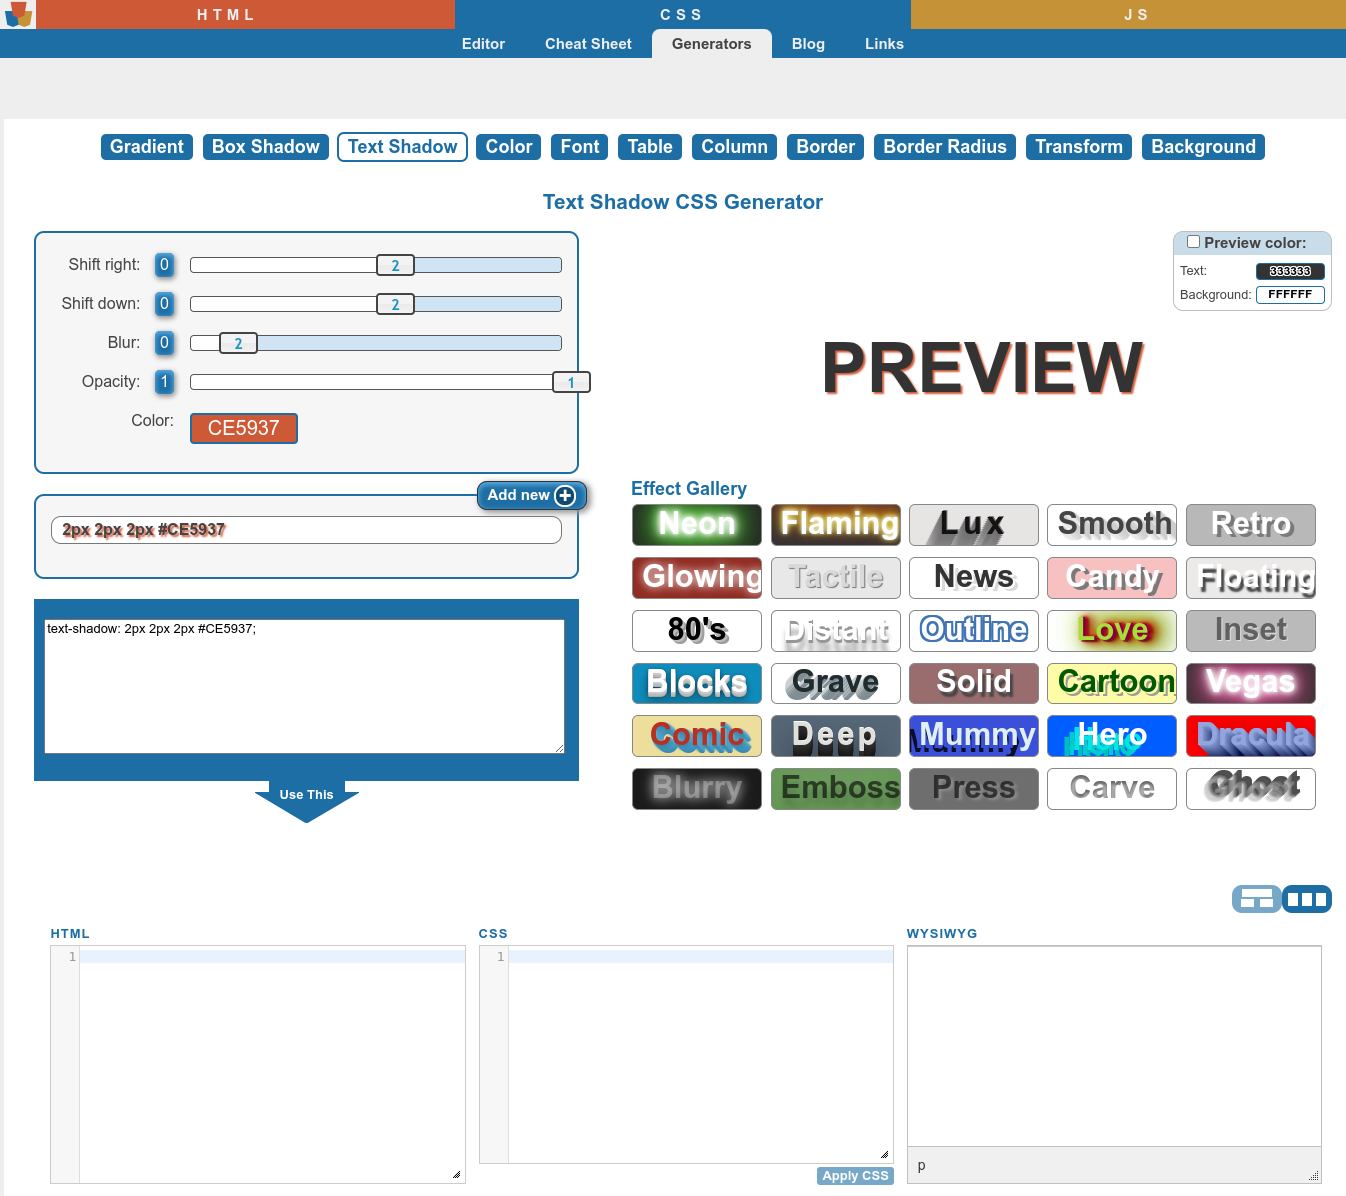 HTML CSS JS
Editor Cheat Sheet Generators Blog Links
Gradient Box Shadow Text Shadow Color Font Table Column Border Border Radius Transform Background
Text Shadow CSS Generator
Shift right: 0 2
Shift down: 0 2
Blur: 0 2
Opacity: 1 1
Color: CE5937
Preview color:
Text: 333333
Background: FFFFFF
PREVIEW
Add new
2px 2px 2px #CE5937
text-shadow: 2px 2px 2px #CE5937;
Use This
Effect Gallery
Neon Flaming Lux Smooth Retro
Glowing Tactile News Candy Floating
80's Distant Outline Love Inset
Blocks Grave Solid Cartoon Vegas
Comic Deep Mummy Hero Dracula
Blurry Emboss Press Carve Ghost
HTML CSS WYSIWYG
1 1
p
Apply CSS